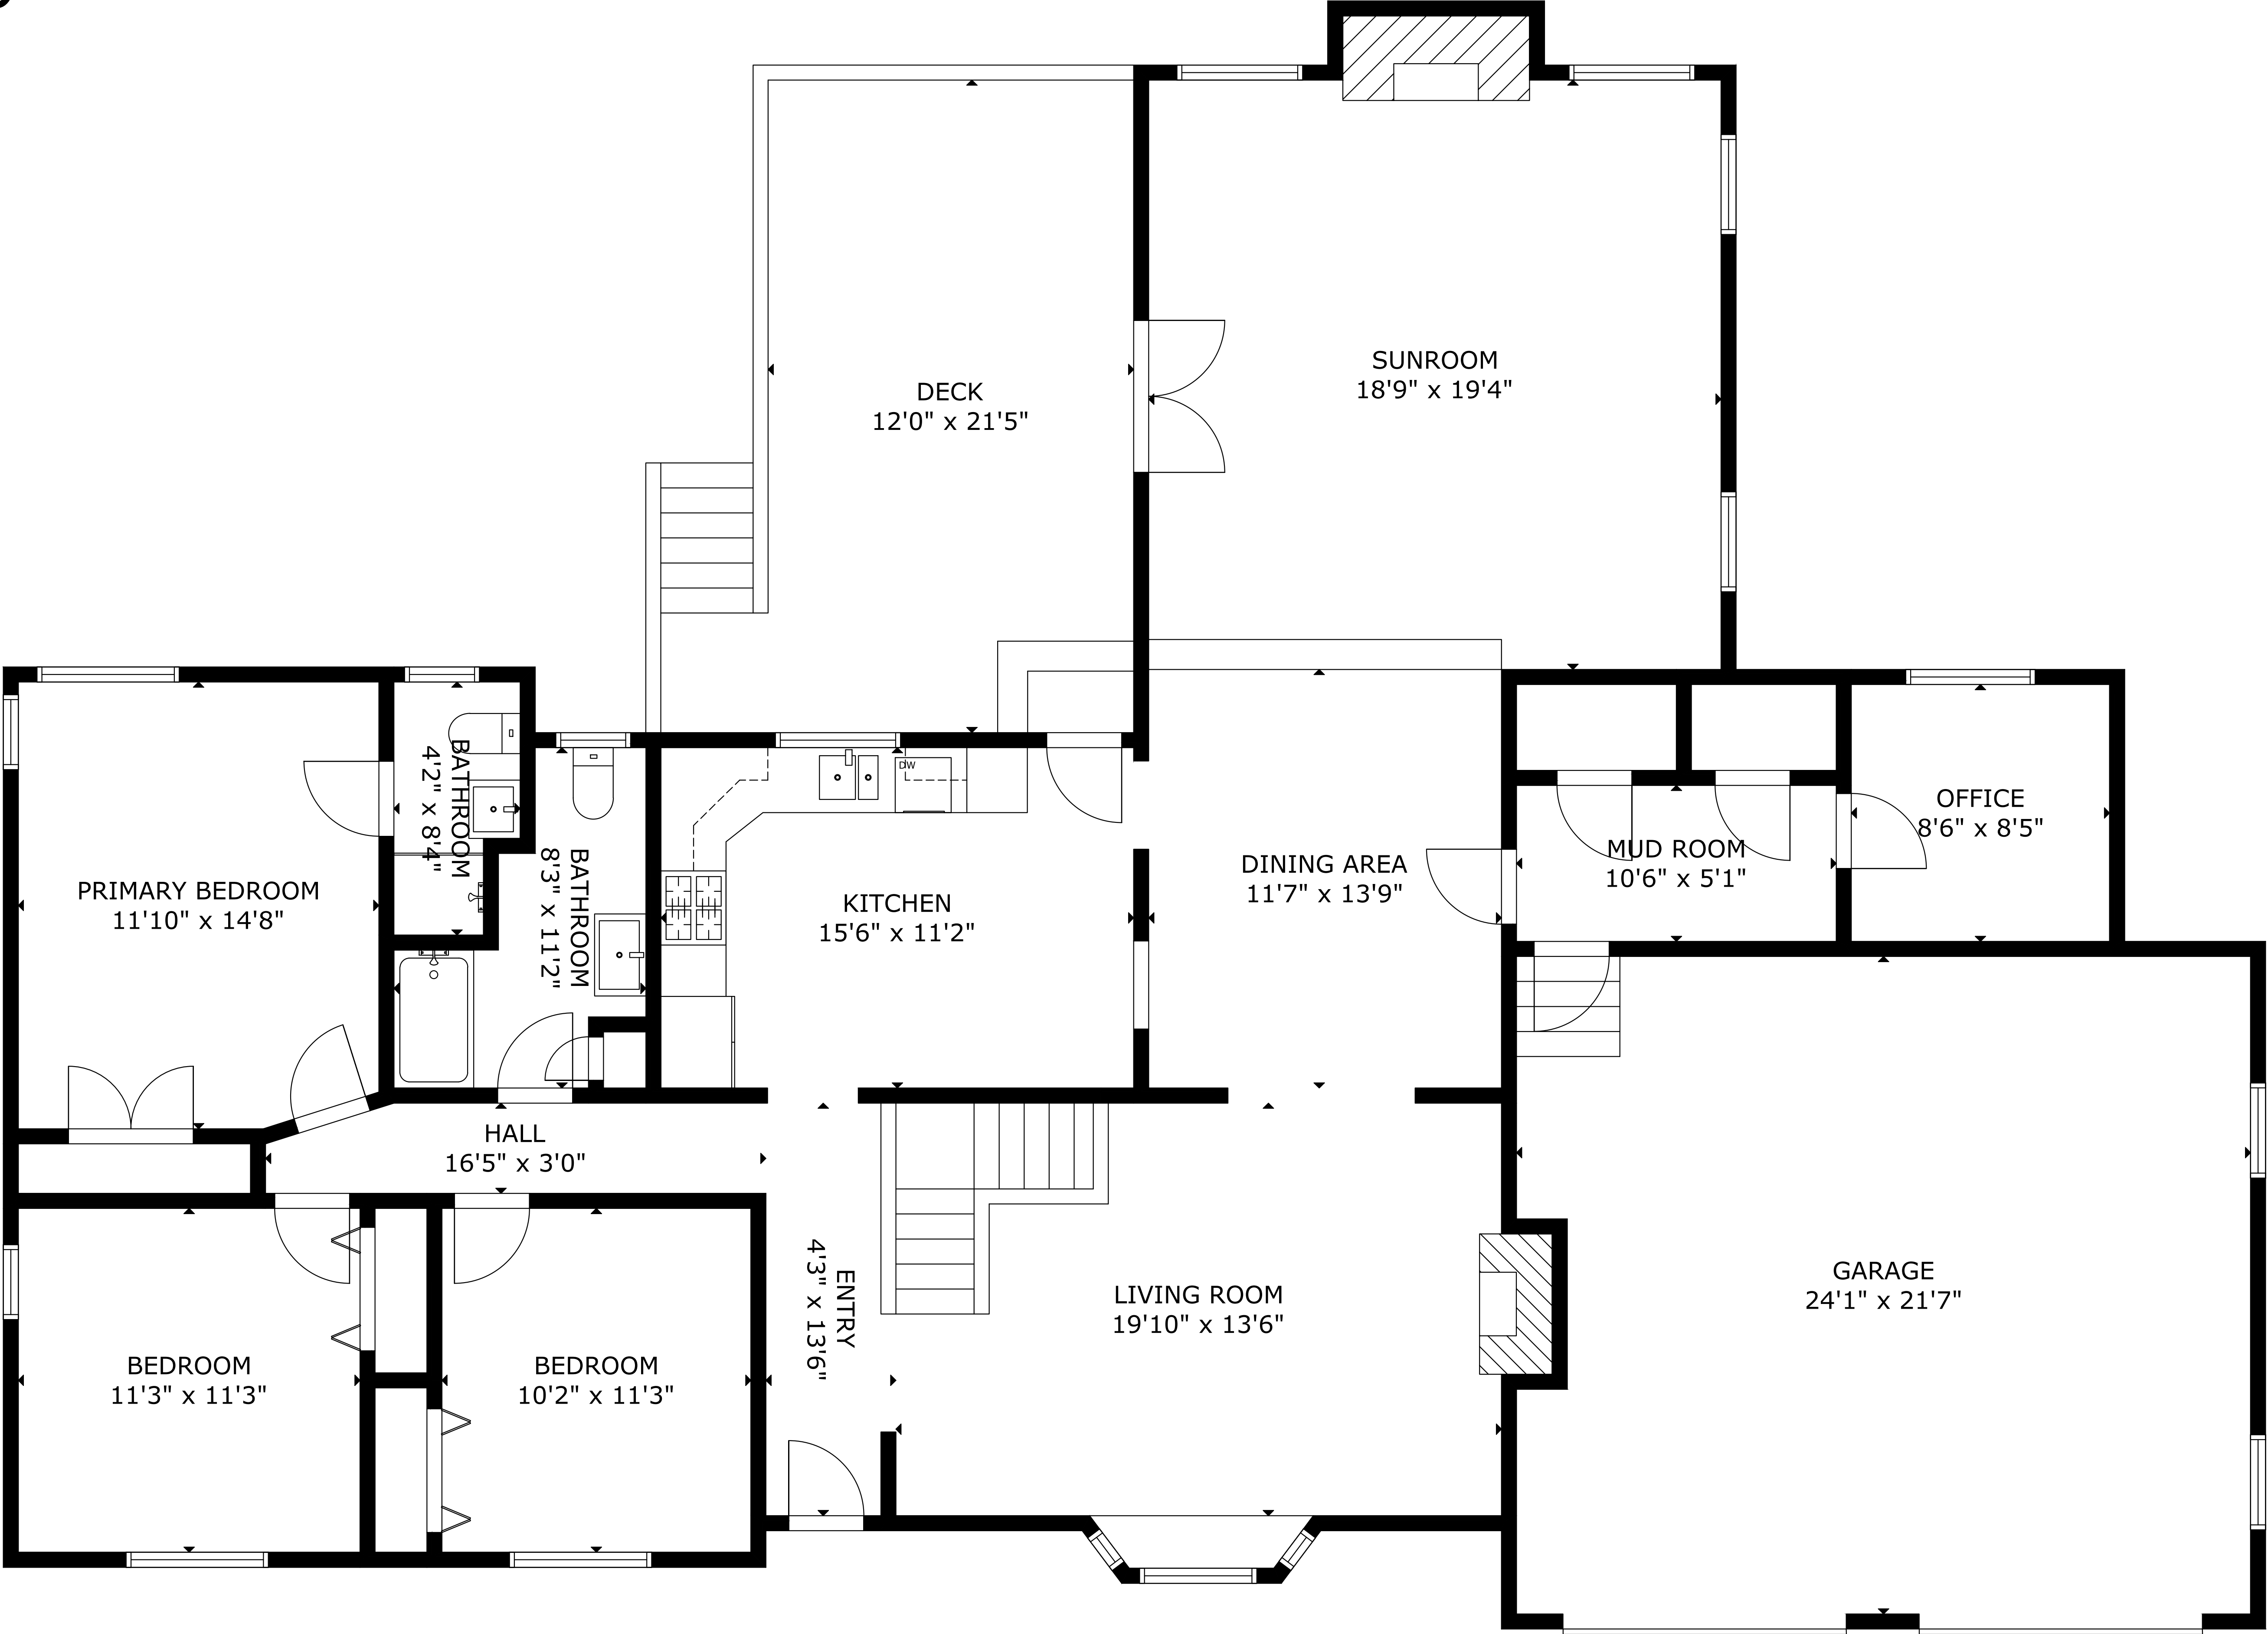 SUNROOM
18'9" x 19'4"
DECK
12'0" x 21'5"
BATHROOM
4'2" x 8'4"
PRIMARY BEDROOM
11'10" x 14'8"
BATHROOM
8'3" x 11'2"
DW
KITCHEN
15'6" x 11'2"
DINING AREA
11'7" x 13'9"
MUD ROOM
10'6" x 5'1"
OFFICE
8'6" x 8'5"
HALL
16'5" x 3'0"
ENTRY
4'3" x 13'6"
LIVING ROOM
19'10" x 13'6"
GARAGE
24'1" x 21'7"
BEDROOM
11'3" x 11'3"
BEDROOM
10'2" x 11'3"